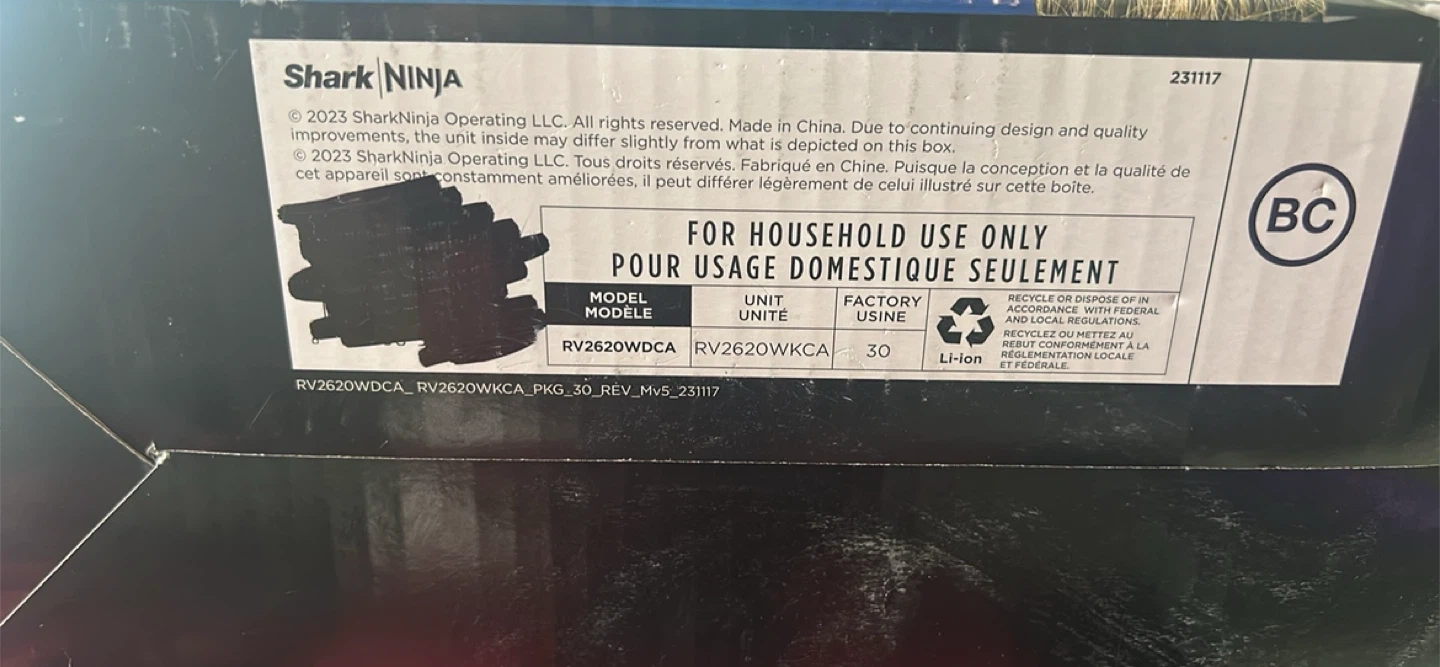 Shark NINJA
231117
© 2023 SharkNinja Operating LLC. All rights reserved. Made in China. Due to continuing design and quality
improvements, the unit inside may differ slightly from what is depicted on this box.
© 2023 SharkNinja Operating LLC. Tous droits réservés. Fabriqué en Chine. Puisque la conception et la qualité de
cet appareil sont constamment améliorées, il peut différer légèrement de celui illustré sur cette boîte.
BC
FOR HOUSEHOLD USE ONLY
POUR USAGE DOMESTIQUE SEULEMENT
MODEL
MODÈLE
UNIT
UNITÉ
FACTORY
USINE
RV2620WDCA
RV2620WKCA
30
Li-ion
RECYCLE OR DISPOSE OF IN
ACCORDANCE WITH FEDERAL
AND LOCAL REGULATIONS.
RECYCLEZ OU METTEZ AU
REBUT CONFORMÉMENT À LA
RÉGLEMENTATION LOCALE
ET FÉDÉRALE.
RV2620WDCA_RV2620WKCA_PKG_30_REV_Mv5_231117